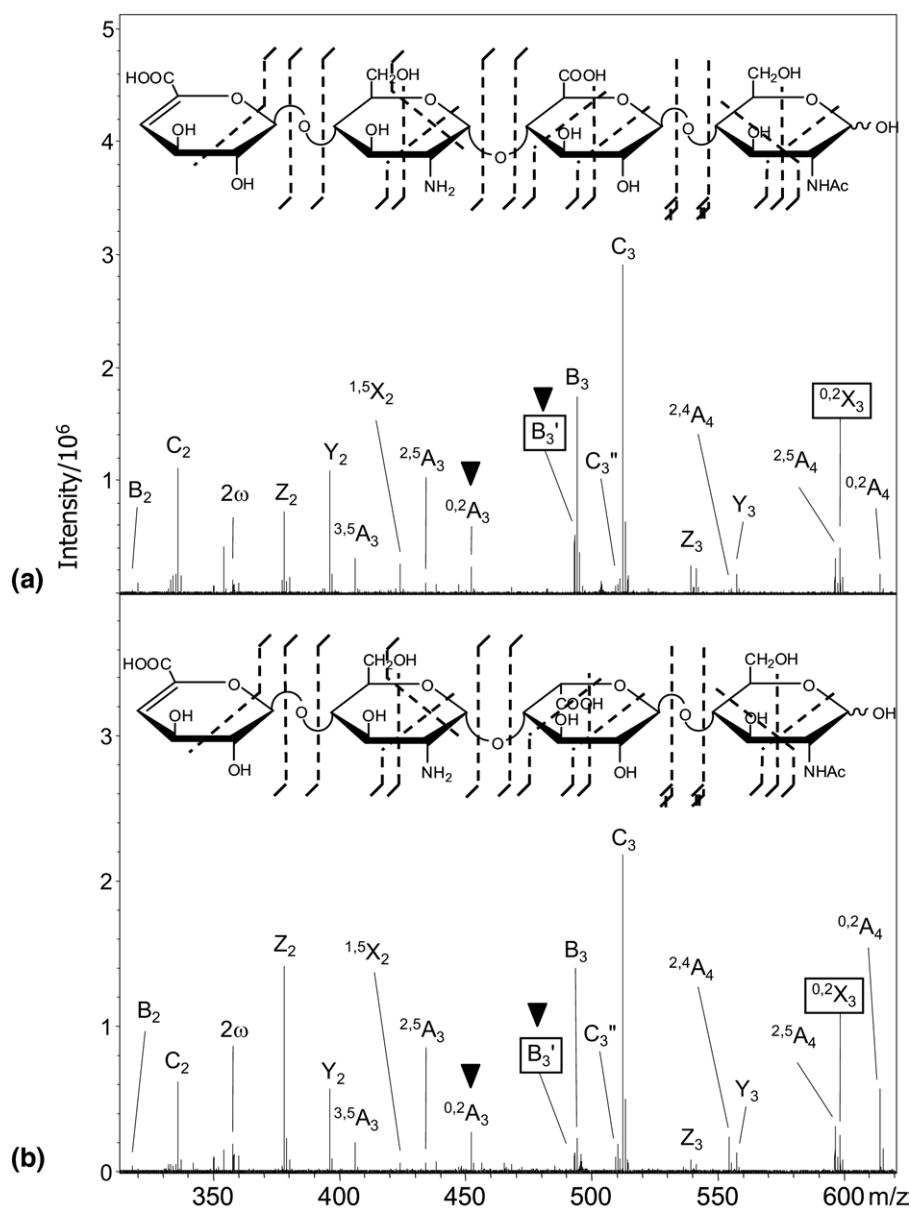 5
4
3
2
1
0
Intensity/10⁶
(a)
HOOC
O
OH
OH
O
CH₂OH
O
OH
NH₂
O
COOH
O
OH
OH
O
CH₂OH
O
OH
NHAc
OH
B₂
C₂
2ω
Z₂
Y₂
³,⁵A₃
¹,⁵X₂
²,⁵A₃
⁰,²A₃
B₃'
B₃
C₃"
C₃
Z₃
²,⁴A₄
Y₃
²,⁵A₄
⁰,²X₃
⁰,²A₄
3
2
1
0
(b)
HOOC
O
OH
OH
O
CH₂OH
O
OH
NH₂
O
O
COOH
OH
OH
O
CH₂OH
O
OH
NHAc
OH
B₂
C₂
2ω
Z₂
Y₂
³,⁵A₃
¹,⁵X₂
²,⁵A₃
⁰,²A₃
B₃'
B₃
C₃"
C₃
Z₃
²,⁴A₄
Y₃
²,⁵A₄
⁰,²X₃
⁰,²A₄
350 400 450 500 550 600 m/z